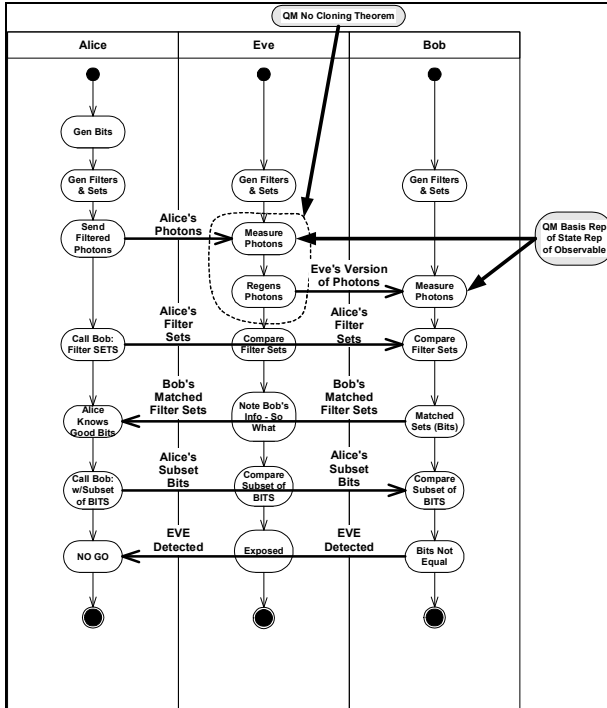 QM No Cloning Theorem
Alice
Eve
Bob
Gen Bits
Gen Filters
& Sets
Gen Filters
& Sets
Gen Filters
& Sets
Send
Filtered
Photons
Alice's
Photons
Measure
Photons
QM Basis Rep
of State Rep
of Observable
Regens
Photons
Eve's Version
of Photons
Measure
Photons
Call Bob:
Filter SETS
Alice's
Filter
Sets
Compare
Filter Sets
Alice's
Filter
Sets
Compare
Filter Sets
Alice
Knows
Good Bits
Bob's
Matched
Filter Sets
Note Bob's
Info - So
What
Bob's
Matched
Filter Sets
Matched
Sets (Bits)
Call Bob:
w/Subset
of BITS
Alice's
Subset
Bits
Compare
Subset of
BITS
Alice's
Subset
Bits
Compare
Subset of
BITS
NO GO
EVE
Detected
Exposed
EVE
Detected
Bits Not
Equal